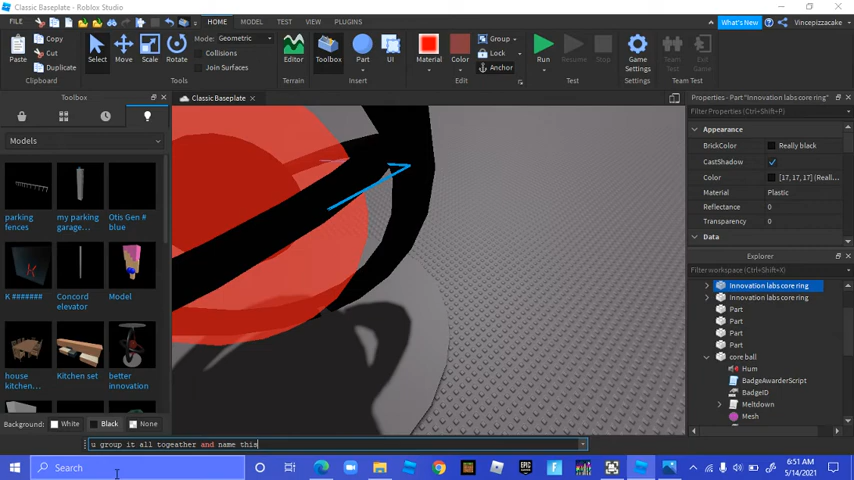 Classic Baseplate - Roblox Studio
FILE HOME MODEL TEST VIEW PLUGINS What's New Vincepizzacake
Paste Copy Cut Duplicate Clipboard
Select Move Scale Rotate Mode: Geometric Collisions Join Surfaces Tools
Editor Terrain Toolbox Part UI Insert
Material Color Group Lock Anchor Edit
Run Resume Stop Test
Game Settings Settings Team Test Exit Game Team Test
Toolbox
Classic Baseplate
Models
parking fences
my parking garage...
Otis Gen # blue
K #######
Concord elevator
Model
house kitchen...
Kitchen set
better innovation
Background: White Black None
Properties - Part "Innovation labs core ring"
Filter Properties (Ctrl+Shift+P)
Appearance
BrickColor Really black
CastShadow
Color [17, 17, 17] (Reall...
Material Plastic
Reflectance 0
Transparency 0
Data
Explorer
Filter workspace (Ctrl+Shift+X)
Innovation labs core ring
Innovation labs core ring
Part
Part
Part
Part
core ball
Hum
BadgeAwarderScript
BadgeID
Meltdown
Mesh
u group it all togeather and name this
Search
6:51 AM
5/14/2021